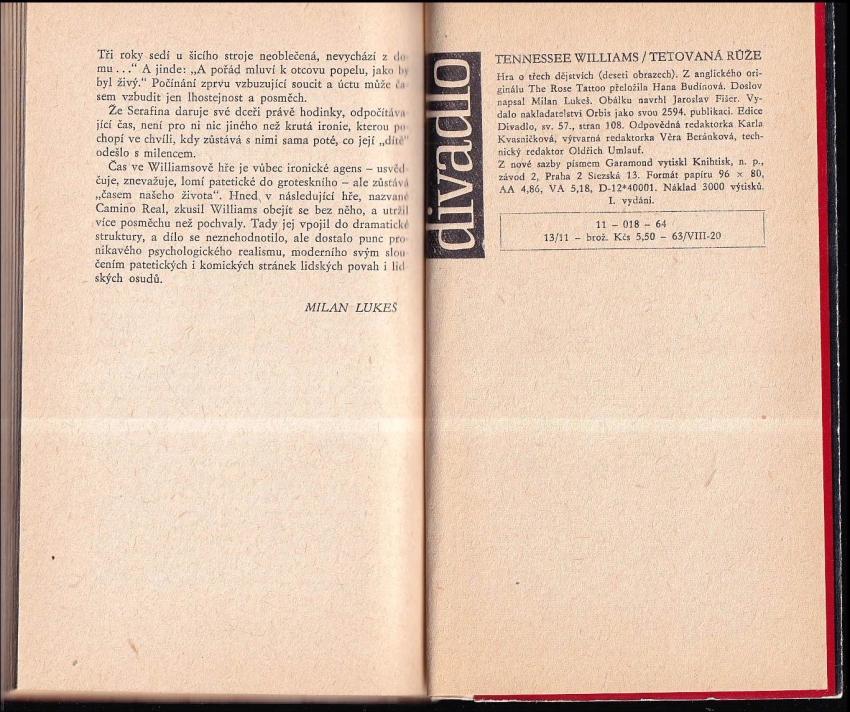 Tři roky sedí u šicího stroje neoblečená, nevychází z do-
mu . . .“ A jinde: „A pořád mluví k otcovu popelu, jako by
byl živý.“ Počínání zprvu vzbuzující soucit a úctu může ča-
sem vzbudit jen lhostejnost a posměch.
Že Serafina daruje své dceři právě hodinky, odpočítáva-
jící čas, není pro ni nic jiného než krutá ironie, kterou po-
chopí ve chvíli, kdy zůstává s nimi sama poté, co její „dítě“
odešlo s milencem.
Čas ve Williamsově hře je vůbec ironické agens – usvěd-
čuje, znevažuje, lomí patetické do groteskního – ale zůstává
„časem našeho života“. Hned v následující hře, nazvané
Camino Real, zkusil Williams obejít se bez něho, a utržil
více posměchu než pochvaly. Tady jej vpojil do dramatické
struktury, a dílo se neznehodnotilo, ale dostalo punc pro-
nikavého psychologického realismu, moderního svým slou-
čením patetických i komických stránek lidských povah i lid-
ských osudů.
MILAN LUKEŠ
divadlo
TENNESSEE WILLIAMS / TETOVANÁ RŮŽE
Hra o třech dějstvích (deseti obrazech). Z anglického ori-
ginálu The Rose Tattoo přeložila Hana Budínová. Doslov
napsal Milan Lukeš. Obálku navrhl Jaroslav Fišer. Vy-
dalo nakladatelství Orbis jako svou 2594. publikaci. Edice
Divadlo, sv. 57., stran 108. Odpovědná redaktorka Karla
Kvasničková, výtvarná redaktorka Věra Beránková, tech-
nický redaktor Oldřich Umlauf.
Z nové sazby písmem Garamond vytiskl Knihtisk, n. p.,
závod 2, Praha 2 Slezská 13. Formát papíru 96 × 80,
AA 4,86, VA 5,18, D-12*40001. Náklad 3000 výtisků.
I. vydání.
11 – 018 – 64
13/11 – brož. Kčs 5,50 – 63/VIII-20